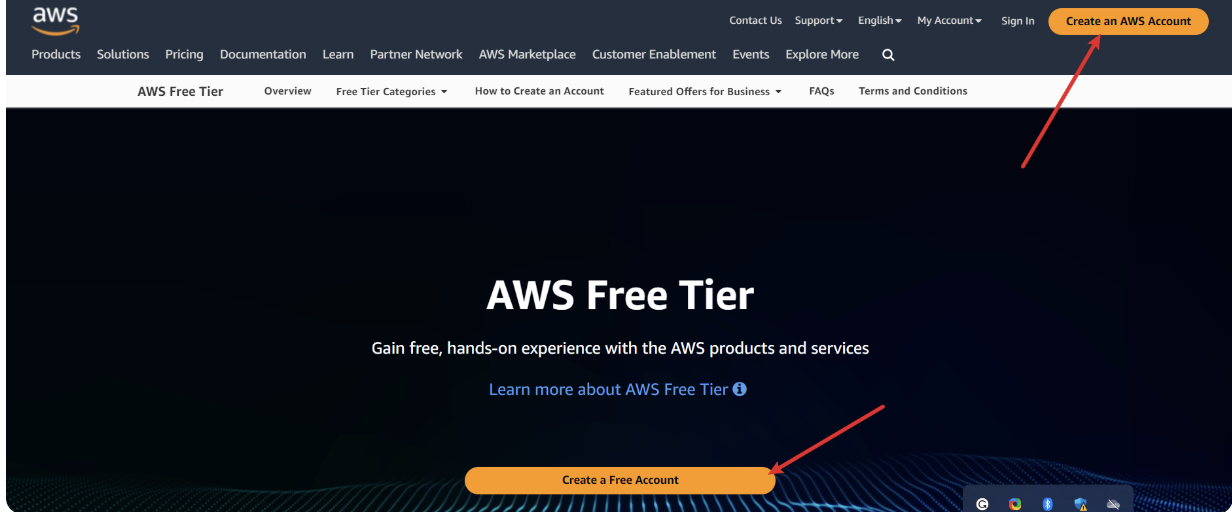 aws
Contact Us Support English My Account Sign In Create an AWS Account
Products Solutions Pricing Documentation Learn Partner Network AWS Marketplace Customer Enablement Events Explore More
AWS Free Tier Overview Free Tier Categories How to Create an Account Featured Offers for Business FAQs Terms and Conditions
AWS Free Tier
Gain free, hands-on experience with the AWS products and services
Learn more about AWS Free Tier
Create a Free Account